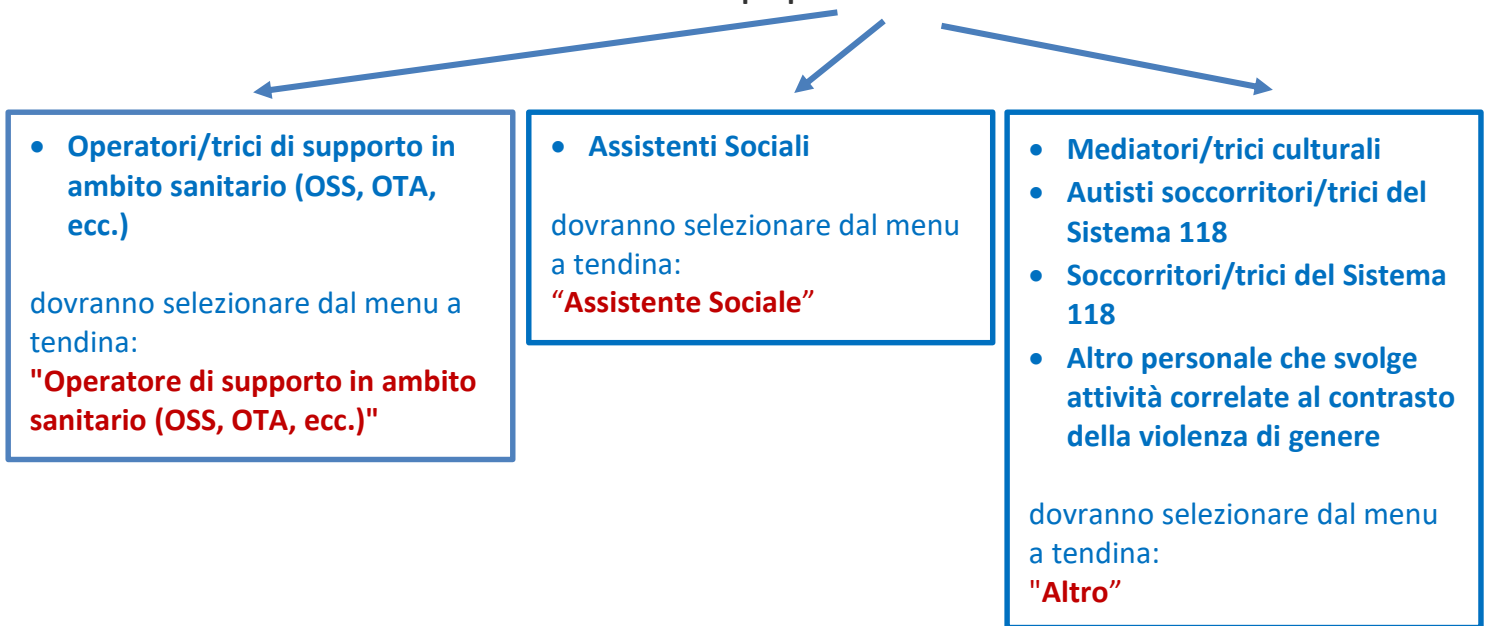 • Operatori/trici di supporto in
ambito sanitario (OSS, OTA,
ecc.)
dovranno selezionare dal menu a
tendina:
"Operatore di supporto in ambito
sanitario (OSS, OTA, ecc.)"
• Assistenti Sociali
dovranno selezionare dal menu
a tendina:
“Assistente Sociale”
• Mediatori/trici culturali
• Autisti soccorritori/trici del
Sistema 118
• Soccorritori/trici del Sistema
118
• Altro personale che svolge
attività correlate al contrasto
della violenza di genere
dovranno selezionare dal menu
a tendina:
"Altro”